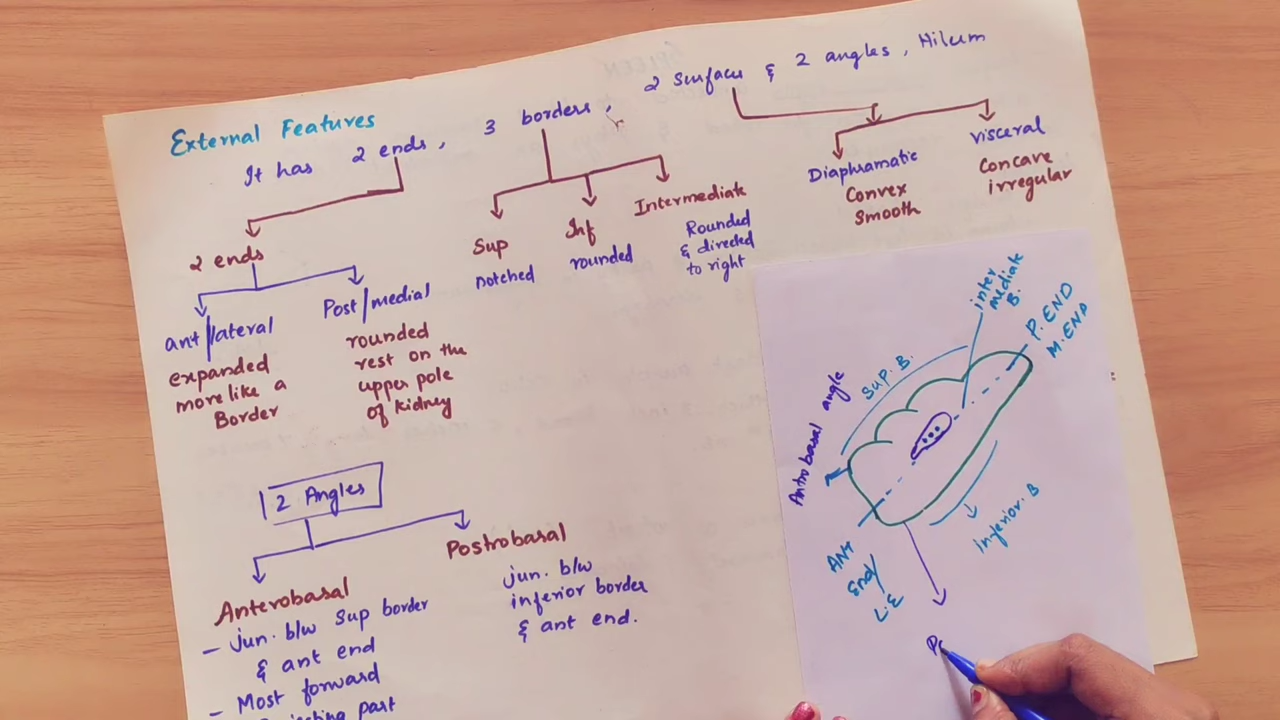 External Features
It has 2 ends, 3 borders, 2 Surfaces & 2 angles, Hilum
2 ends
ant/lateral
expanded
more like a
Border
Post/medial
rounded
rest on the
upper pole
of kidney
Sup
notched
Inf
rounded
Intermediate
Rounded
& directed
to right
Diaphramatic
Convex
Smooth
visceral
Concave
irregular
2 Angles
Anterobasal
- Jun. b/w Sup border
& ant end
- Most forward
part
Postrobasal
jun. b/w
inferior border
& ant end.
Antrobasal angle
Sup. B.
inter
mediate
B.
P. END
M. END
Inferior. B
ANT
End/
L.E
Po